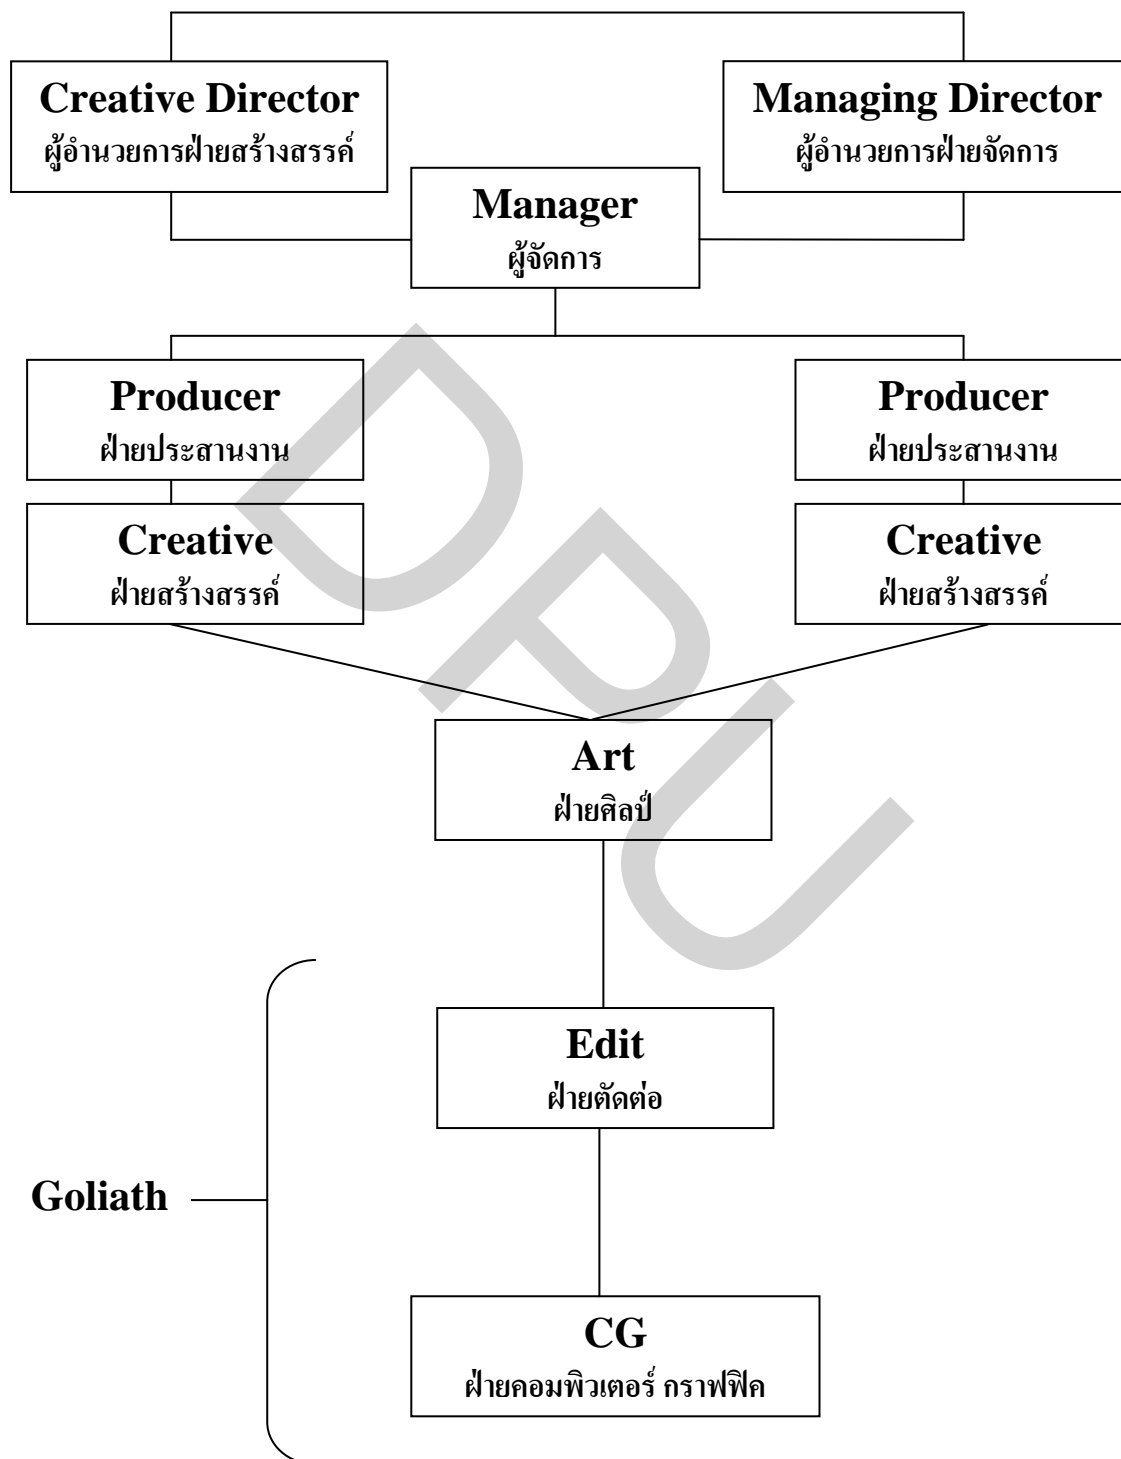 Creative Director
ผู้อำนวยการฝ่ายสร้างสรรค์
Managing Director
ผู้อำนวยการฝ่ายจัดการ
Manager
ผู้จัดการ
Producer
ฝ่ายประสานงาน
Producer
ฝ่ายประสานงาน
Creative
ฝ่ายสร้างสรรค์
Creative
ฝ่ายสร้างสรรค์
DPU
Art
ฝ่ายศิลป์
Edit
ฝ่ายตัดต่อ
Goliath
CG
ฝ่ายคอมพิวเตอร์ กราฟฟิค